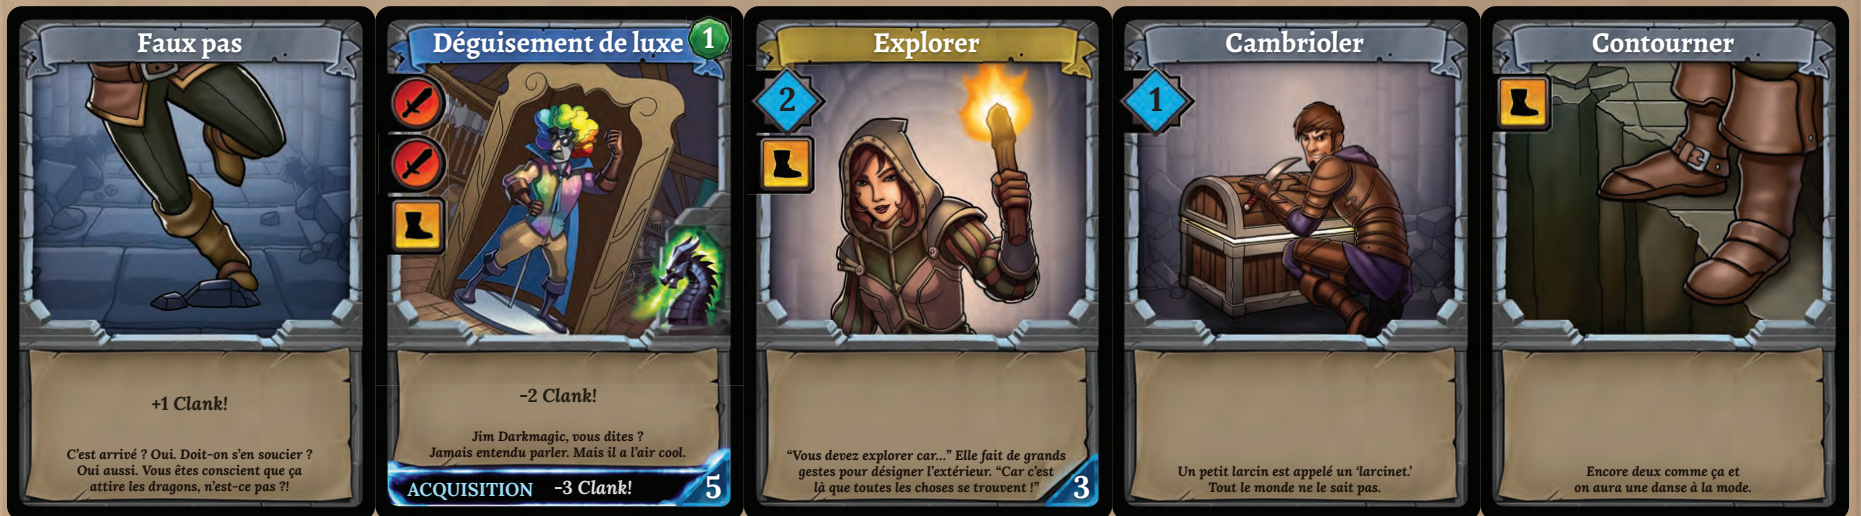 Faux pas
+1 Clank!
C'est arrivé ? Oui. Doit-on s'en soucier ?
Oui aussi. Vous êtes conscient que ça
attire les dragons, n'est-ce pas ?!
Déguisement de luxe
1
-2 Clank!
Jim Darkmagic, vous dites ?
Jamais entendu parler. Mais il a l'air cool.
ACQUISITION -3 Clank!
5
Explorer
2
“Vous devez explorer car...” Elle fait de grands
gestes pour désigner l'extérieur. “Car c'est
là que toutes les choses se trouvent !”
3
Cambrioler
1
Un petit larcin est appelé un ‘larcinet.’
Tout le monde ne le sait pas.
Contourner
Encore deux comme ça et
on aura une danse à la mode.